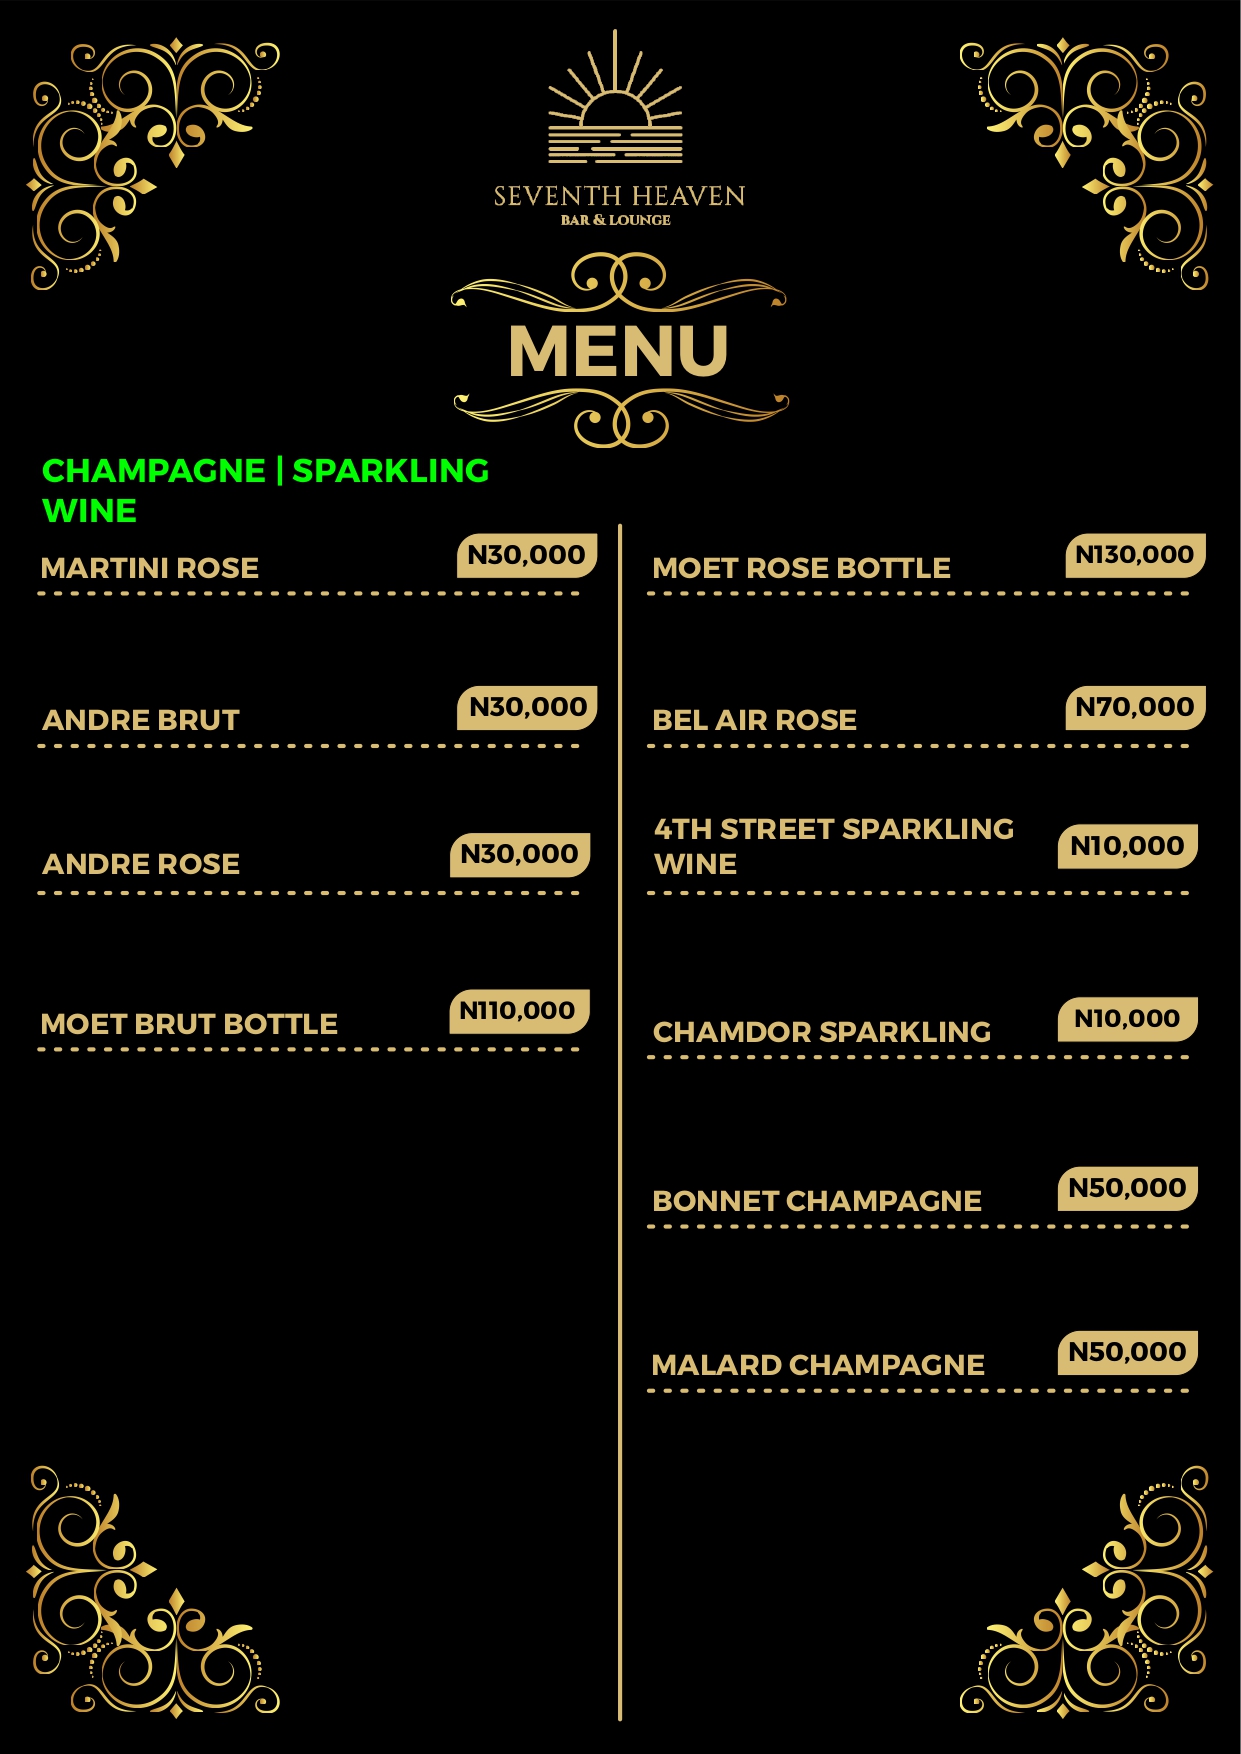 SEVENTH HEAVEN
BAR & LOUNGE
MENU
CHAMPAGNE | SPARKLING
WINE
MARTINI ROSE N30,000
ANDRE BRUT N30,000
ANDRE ROSE N30,000
MOET BRUT BOTTLE N110,000
MOET ROSE BOTTLE N130,000
BEL AIR ROSE N70,000
4TH STREET SPARKLING
WINE N10,000
CHAMDOR SPARKLING N10,000
BONNET CHAMPAGNE N50,000
MALARD CHAMPAGNE N50,000